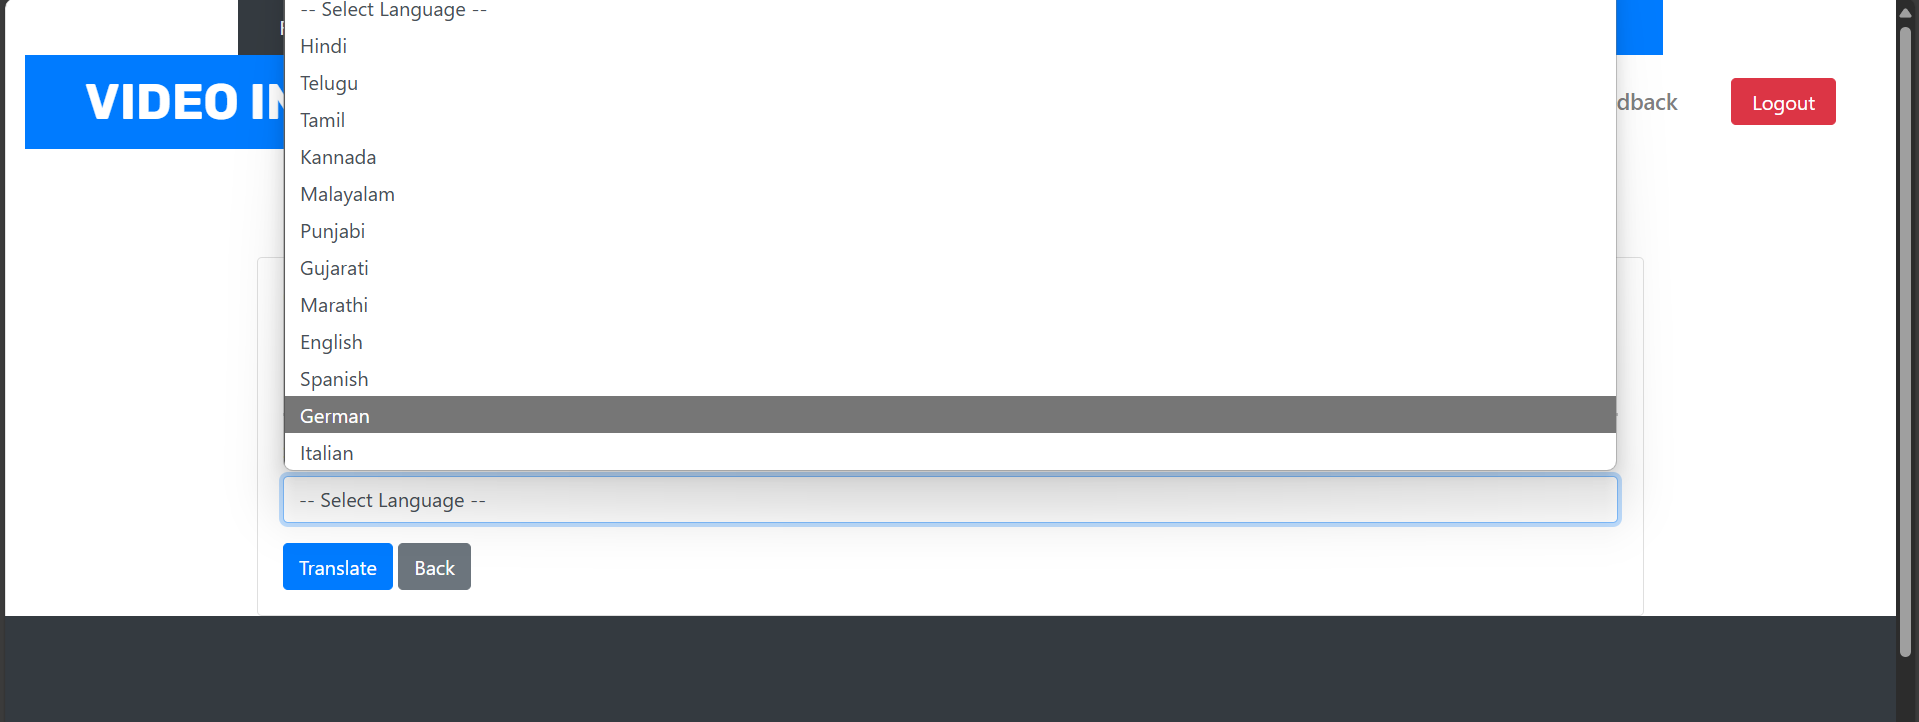 -- Select Language --
Hindi
Telugu
VIDEO
dback
Logout
Tamil
Kannada
Malayalam
Punjabi
Gujarati
Marathi
English
Spanish
German
Italian
-- Select Language --
Translate
Back